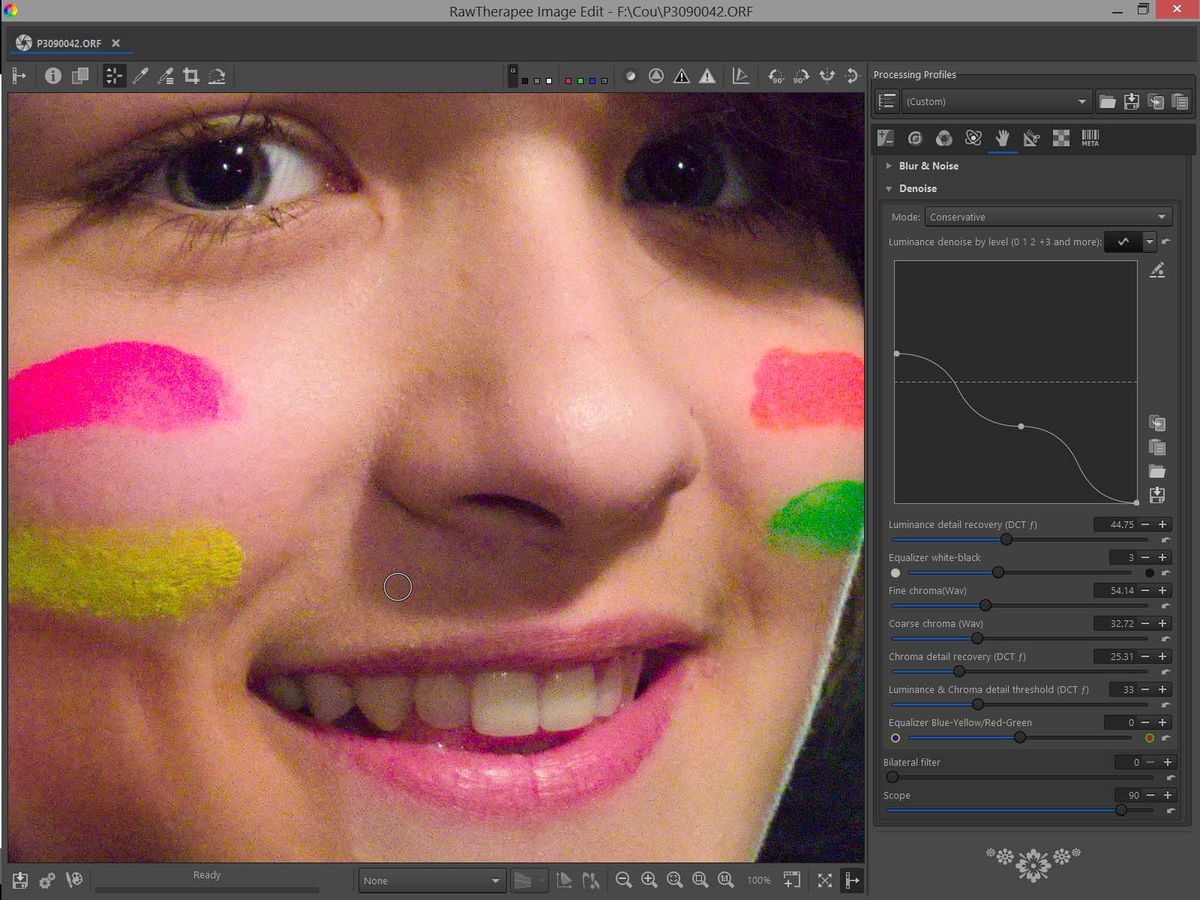 RawTherapee Image Edit - F:\Cou\P3090042.ORF
P3090042.ORF
Processing Profiles
(Custom)
META
Blur & Noise
Denoise
Mode: Conservative
Luminance denoise by level (0 1 2 +3 and more):
Luminance detail recovery (DCT ƒ) 44.75
Equalizer white-black 3
Fine chroma(Wav) 54.14
Coarse chroma (Wav) 32.72
Chroma detail recovery (DCT ƒ) 25.31
Luminance & Chroma detail threshold (DCT ƒ) 33
Equalizer Blue-Yellow/Red-Green 0
Bilateral filter 0
Scope 90
Ready
None
100%